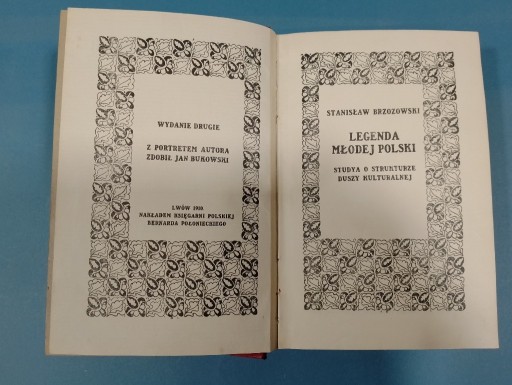 WYDANIE DRUGIE
Z PORTRETEM AUTORA
ZDOBIŁ JAN BUKOWSKI
LWÓW 1910.
NAKŁADEM KSIĘGARNI POLSKIEJ
BERNARDA POŁONIECKIEGO
STANISŁAW BRZOZOWSKI
LEGENDA
MŁODEJ POLSKI
STUDYA O STRUKTURZE
DUSZY KULTURALNEJ